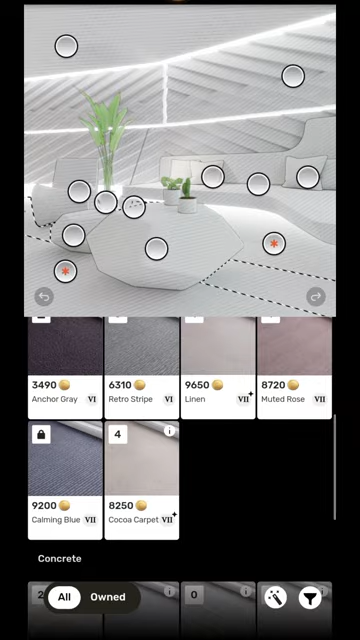 3490
Anchor Gray VI
6310
Retro Stripe VI
9650
Linen VII
8720
Muted Rose VII
9200
Calming Blue VII
4
i
8250
Cocoa Carpet VII
Concrete
2
i
0
i
All
Owned